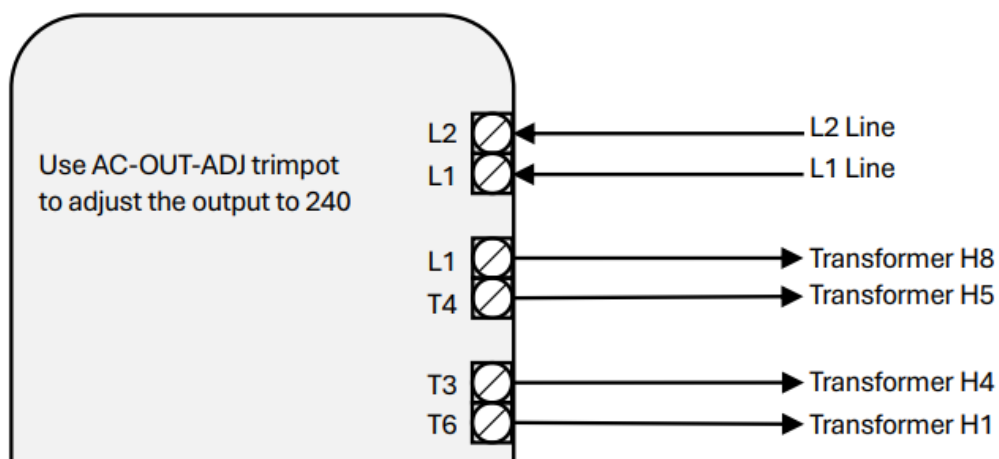 L2
L2 Line
Use AC-OUT-ADJ trimpot
to adjust the output to 240
L1
L1 Line
L1
Transformer H8
T4
Transformer H5
T3
Transformer H4
T6
Transformer H1